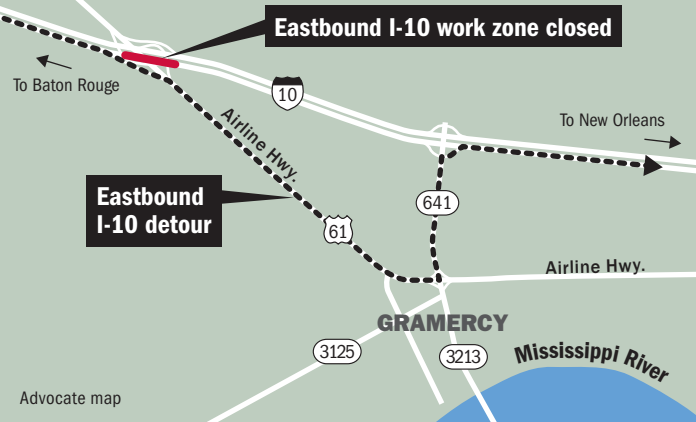 Eastbound I-10 work zone closed
To Baton Rouge
10
To New Orleans
Airline Hwy.
Eastbound
I-10 detour
641
61
Airline Hwy.
GRAMERCY
3125
3213
Mississippi River
Advocate map